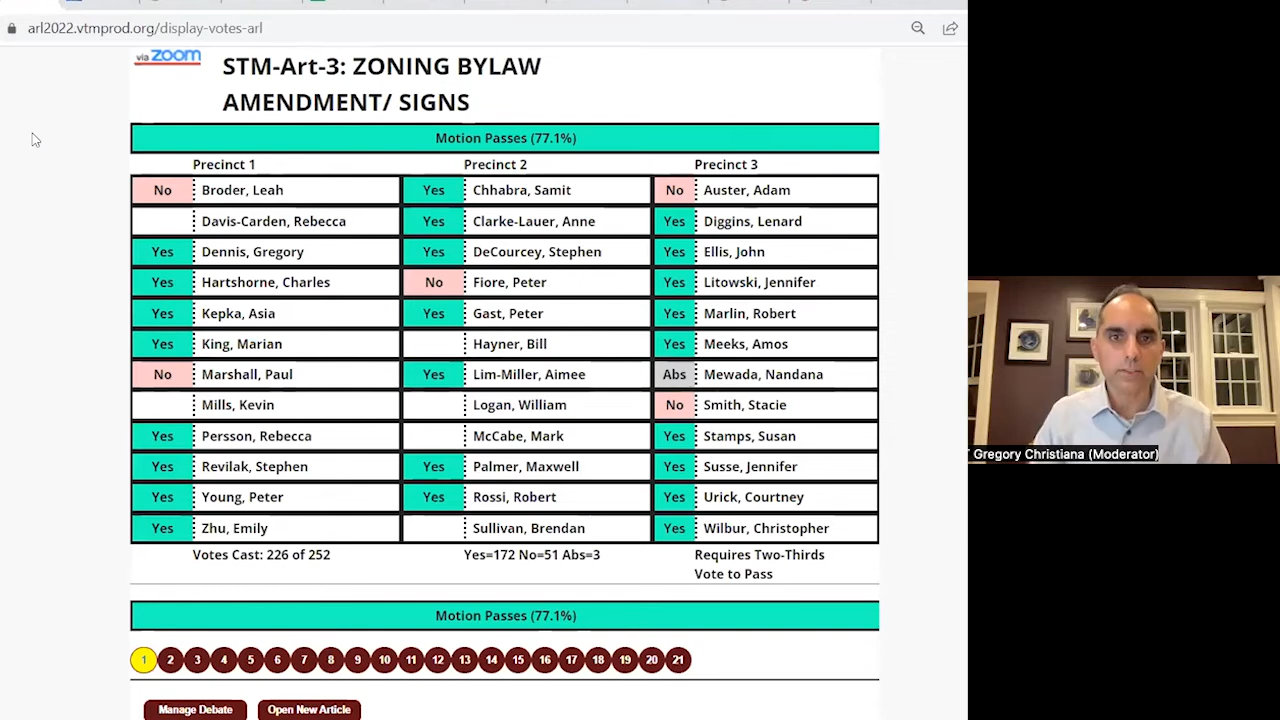 arl2022.vtmprod.org/display-votes-arl
via zoom
STM-Art-3: ZONING BYLAW
AMENDMENT/ SIGNS
Motion Passes (77.1%)
Precinct 1 Precinct 2 Precinct 3
No Broder, Leah Yes Chhabra, Samit No Auster, Adam
Davis-Carden, Rebecca Yes Clarke-Lauer, Anne Yes Diggins, Lenard
Yes Dennis, Gregory Yes DeCourcey, Stephen Yes Ellis, John
Yes Hartshorne, Charles No Fiore, Peter Yes Litowski, Jennifer
Yes Kepka, Asia Yes Gast, Peter Yes Marlin, Robert
Yes King, Marian Hayner, Bill Yes Meeks, Amos
No Marshall, Paul Yes Lim-Miller, Aimee Abs Mewada, Nandana
Mills, Kevin Logan, William No Smith, Stacie
Yes Persson, Rebecca McCabe, Mark Yes Stamps, Susan
Yes Revilak, Stephen Yes Palmer, Maxwell Yes Susse, Jennifer
Yes Young, Peter Yes Rossi, Robert Yes Urick, Courtney
Yes Zhu, Emily Sullivan, Brendan Yes Wilbur, Christopher
Votes Cast: 226 of 252 Yes=172 No=51 Abs=3 Requires Two-Thirds
Vote to Pass
Motion Passes (77.1%)
1 2 3 4 5 6 7 8 9 10 11 12 13 14 15 16 17 18 19 20 21
Manage Debate Open New Article
Gregory Christiana (Moderator)